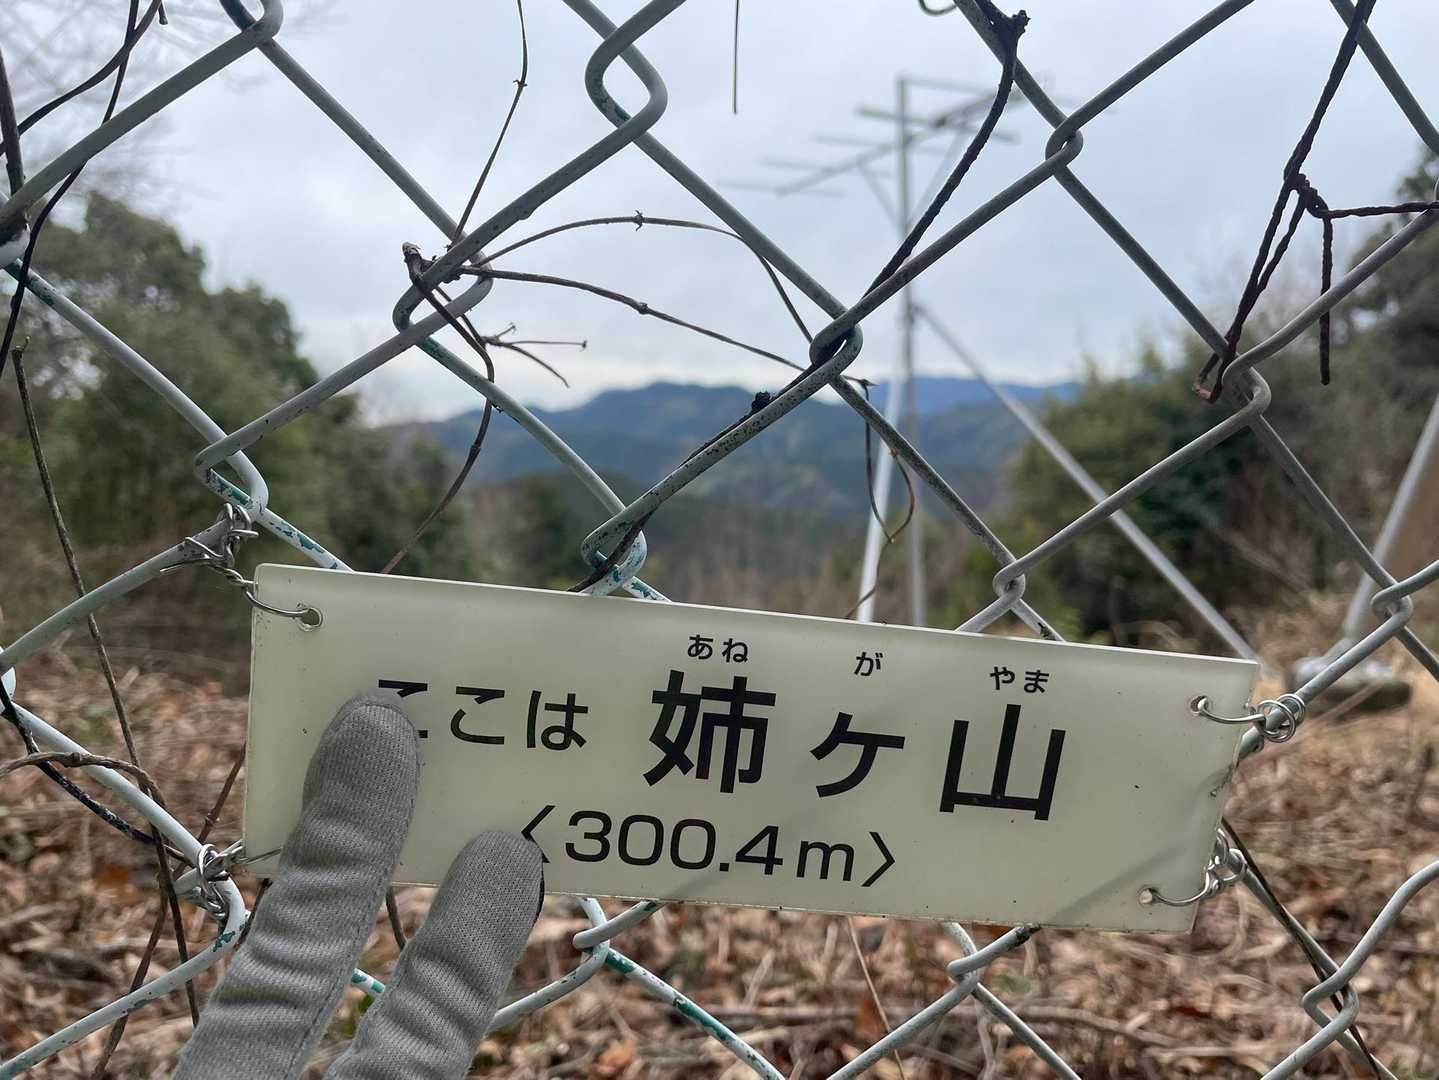 あね が やま
ここは 姉ヶ山
〈300.4m〉